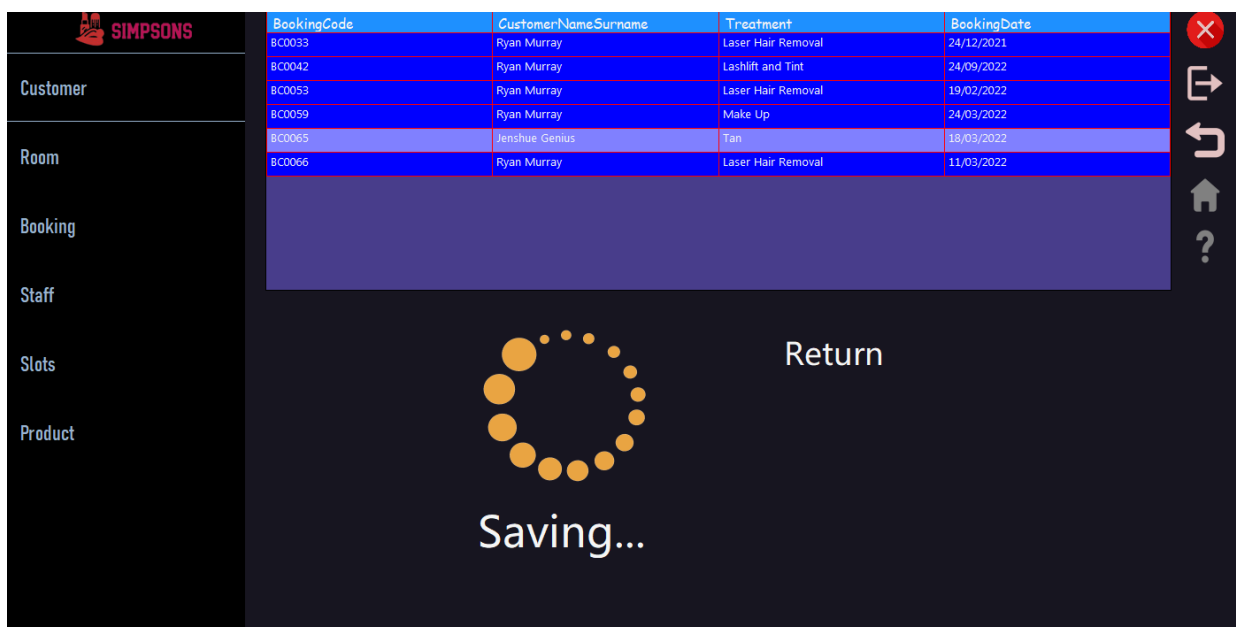 SIMPSONS
Customer
Room
Booking
Staff
Slots
Product
BookingCode CustomerNameSurname Treatment BookingDate
BC0033 Ryan Murray Laser Hair Removal 24/12/2021
BC0042 Ryan Murray Lashlift and Tint 24/09/2022
BC0053 Ryan Murray Laser Hair Removal 19/02/2022
BC0059 Ryan Murray Make Up 24/03/2022
BC0065 Jenshue Genius Tan 18/03/2022
BC0066 Ryan Murray Laser Hair Removal 11/03/2022
?
Return
Saving...